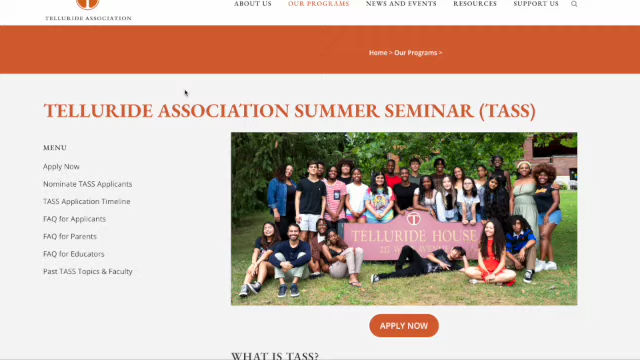 TELLURIDE ASSOCIATION
ABOUT US OUR PROGRAMS NEWS AND EVENTS RESOURCES SUPPORT US
Home > Our Programs >
TELLURIDE ASSOCIATION SUMMER SEMINAR (TASS)
MENU
Apply Now
Nominate TASS Applicants
TASS Application Timeline
FAQ for Applicants
FAQ for Parents
FAQ for Educators
Past TASS Topics & Faculty
TELLURIDE HOUSE
217
APPLY NOW
WHAT IS TASS?